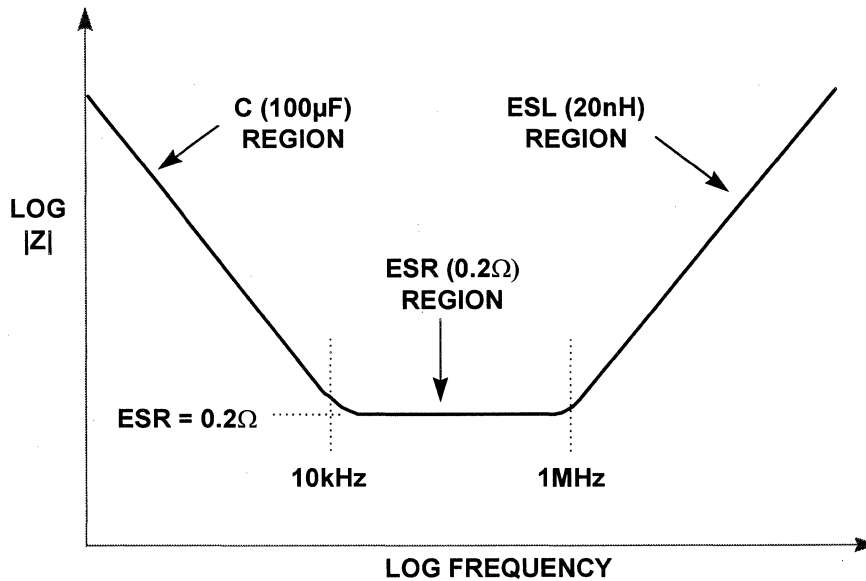 C (100µF)
REGION
ESL (20nH)
REGION
LOG
|Z|
ESR (0.2Ω)
REGION
ESR = 0.2Ω
10kHz
1MHz
LOG FREQUENCY